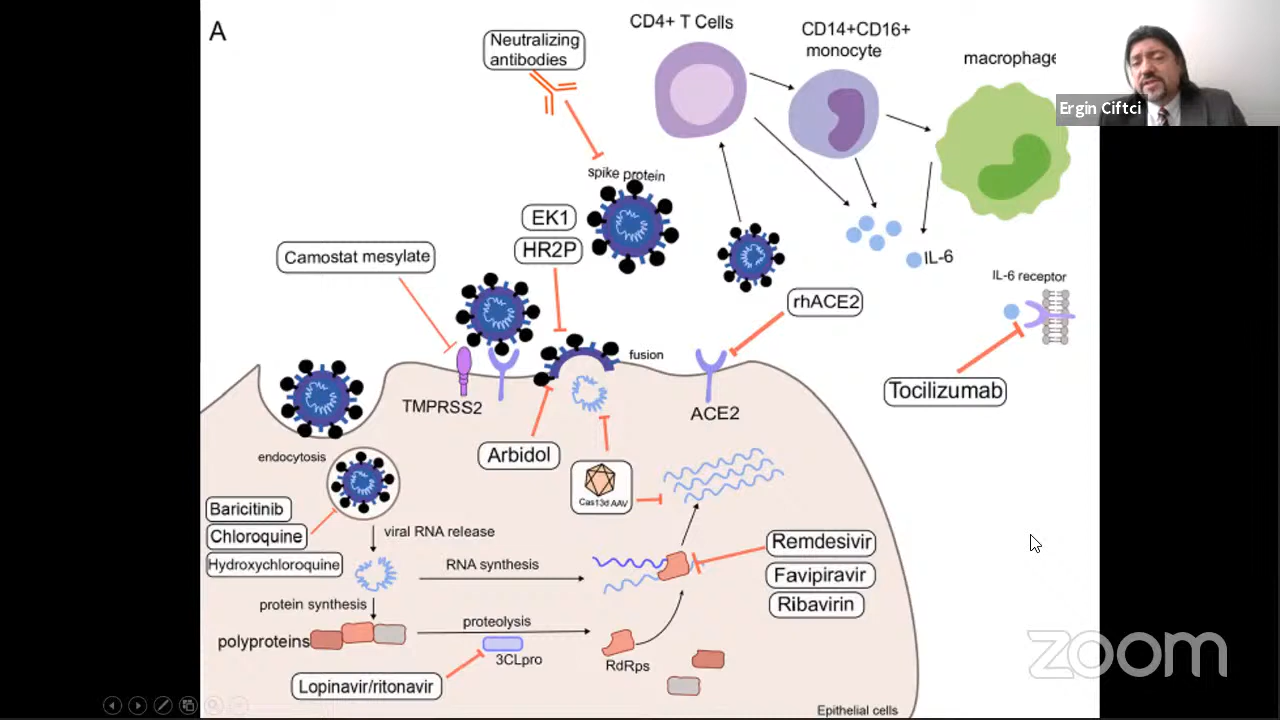 A
Neutralizing
antibodies
CD4+ T Cells
CD14+CD16+
monocyte
macrophage
Ergin Ciftci
spike protein
EK1
HR2P
Camostat mesylate
IL-6
IL-6 receptor
rhACE2
fusion
Tocilizumab
TMPRSS2
ACE2
Arbidol
endocytosis
Cas13d AAV
Baricitinib
Chloroquine
Hydroxychloroquine
viral RNA release
RNA synthesis
Remdesivir
Favipiravir
Ribavirin
protein synthesis
polyproteins
proteolysis
3CLpro
RdRps
Lopinavir/ritonavir
Epithelial cells
zoom